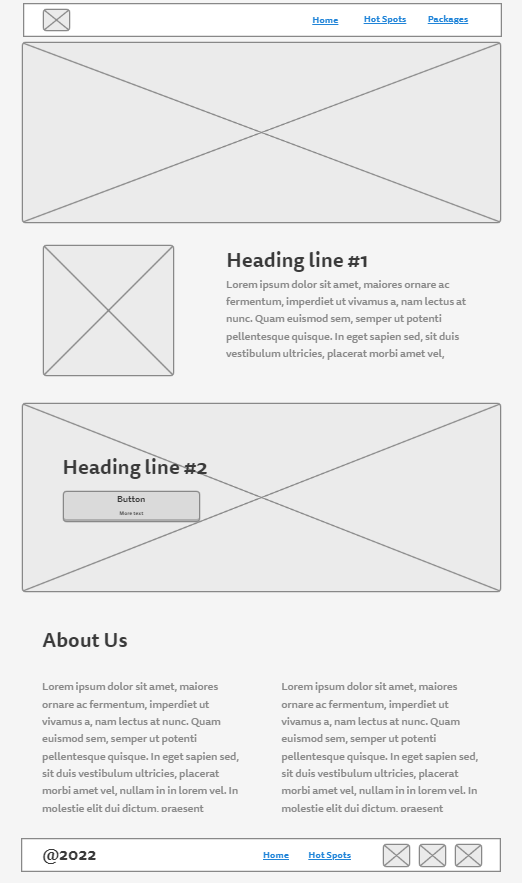 Home Hot Spots Packages
Heading line #1
Lorem ipsum dolor sit amet, maiores ornare ac
fermentum, imperdiet ut vivamus a, nam lectus at
nunc. Quam euismod sem, semper ut potenti
pellentesque quisque. In eget sapien sed, sit duis
vestibulum ultricies, placerat morbi amet vel,
Heading line #2
Button
More text
About Us
Lorem ipsum dolor sit amet, maiores
ornare ac fermentum, imperdiet ut
vivamus a, nam lectus at nunc. Quam
euismod sem, semper ut potenti
pellentesque quisque. In eget sapien sed,
sit duis vestibulum ultricies, placerat
morbi amet vel, nullam in in lorem vel. In
molestie elit dui dictum, praesent
Lorem ipsum dolor sit amet, maiores
ornare ac fermentum, imperdiet ut
vivamus a, nam lectus at nunc. Quam
euismod sem, semper ut potenti
pellentesque quisque. In eget sapien sed,
sit duis vestibulum ultricies, placerat
morbi amet vel, nullam in in lorem vel. In
molestie elit dui dictum, praesent
@2022 Home Hot Spots